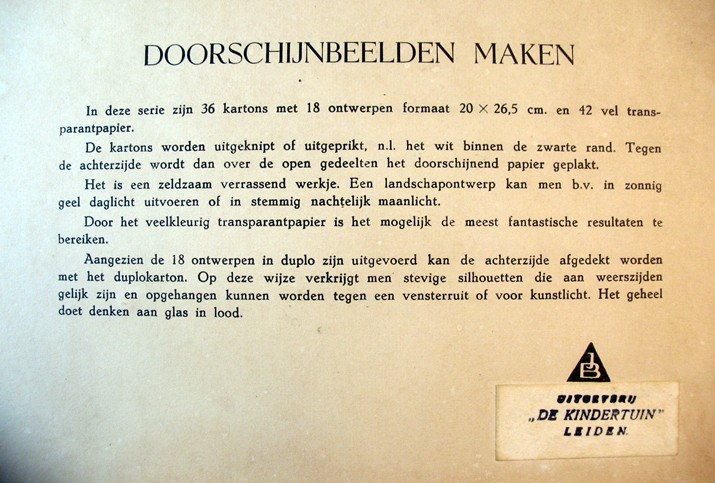 DOORSCHIJNBEELDEN MAKEN
In deze serie zijn 36 kartons met 18 ontwerpen formaat 20 × 26,5 cm. en 42 vel trans-
parantpapier.
De kartons worden uitgeknipt of uitgeprikt, n.l. het wit binnen de zwarte rand. Tegen
de achterzijde wordt dan over de open gedeelten het doorschijnend papier geplakt.
Het is een zeldzaam verrassend werkje. Een landschapontwerp kan men b.v. in zonnig
geel daglicht uitvoeren of in stemmig nachtelijk maanlicht.
Door het veelkleurig transparantpapier is het mogelijk de meest fantastische resultaten te
bereiken.
Aangezien de 18 ontwerpen in duplo zijn uitgevoerd kan de achterzijde afgedekt worden
met het duplokarton. Op deze wijze verkrijgt men stevige silhouetten die aan weerszijden
gelijk zijn en opgehangen kunnen worden tegen een vensterruit of voor kunstlicht. Het geheel
doet denken aan glas in lood.
JB
UITGEVERIJ
„DE KINDERTUIN"
LEIDEN.